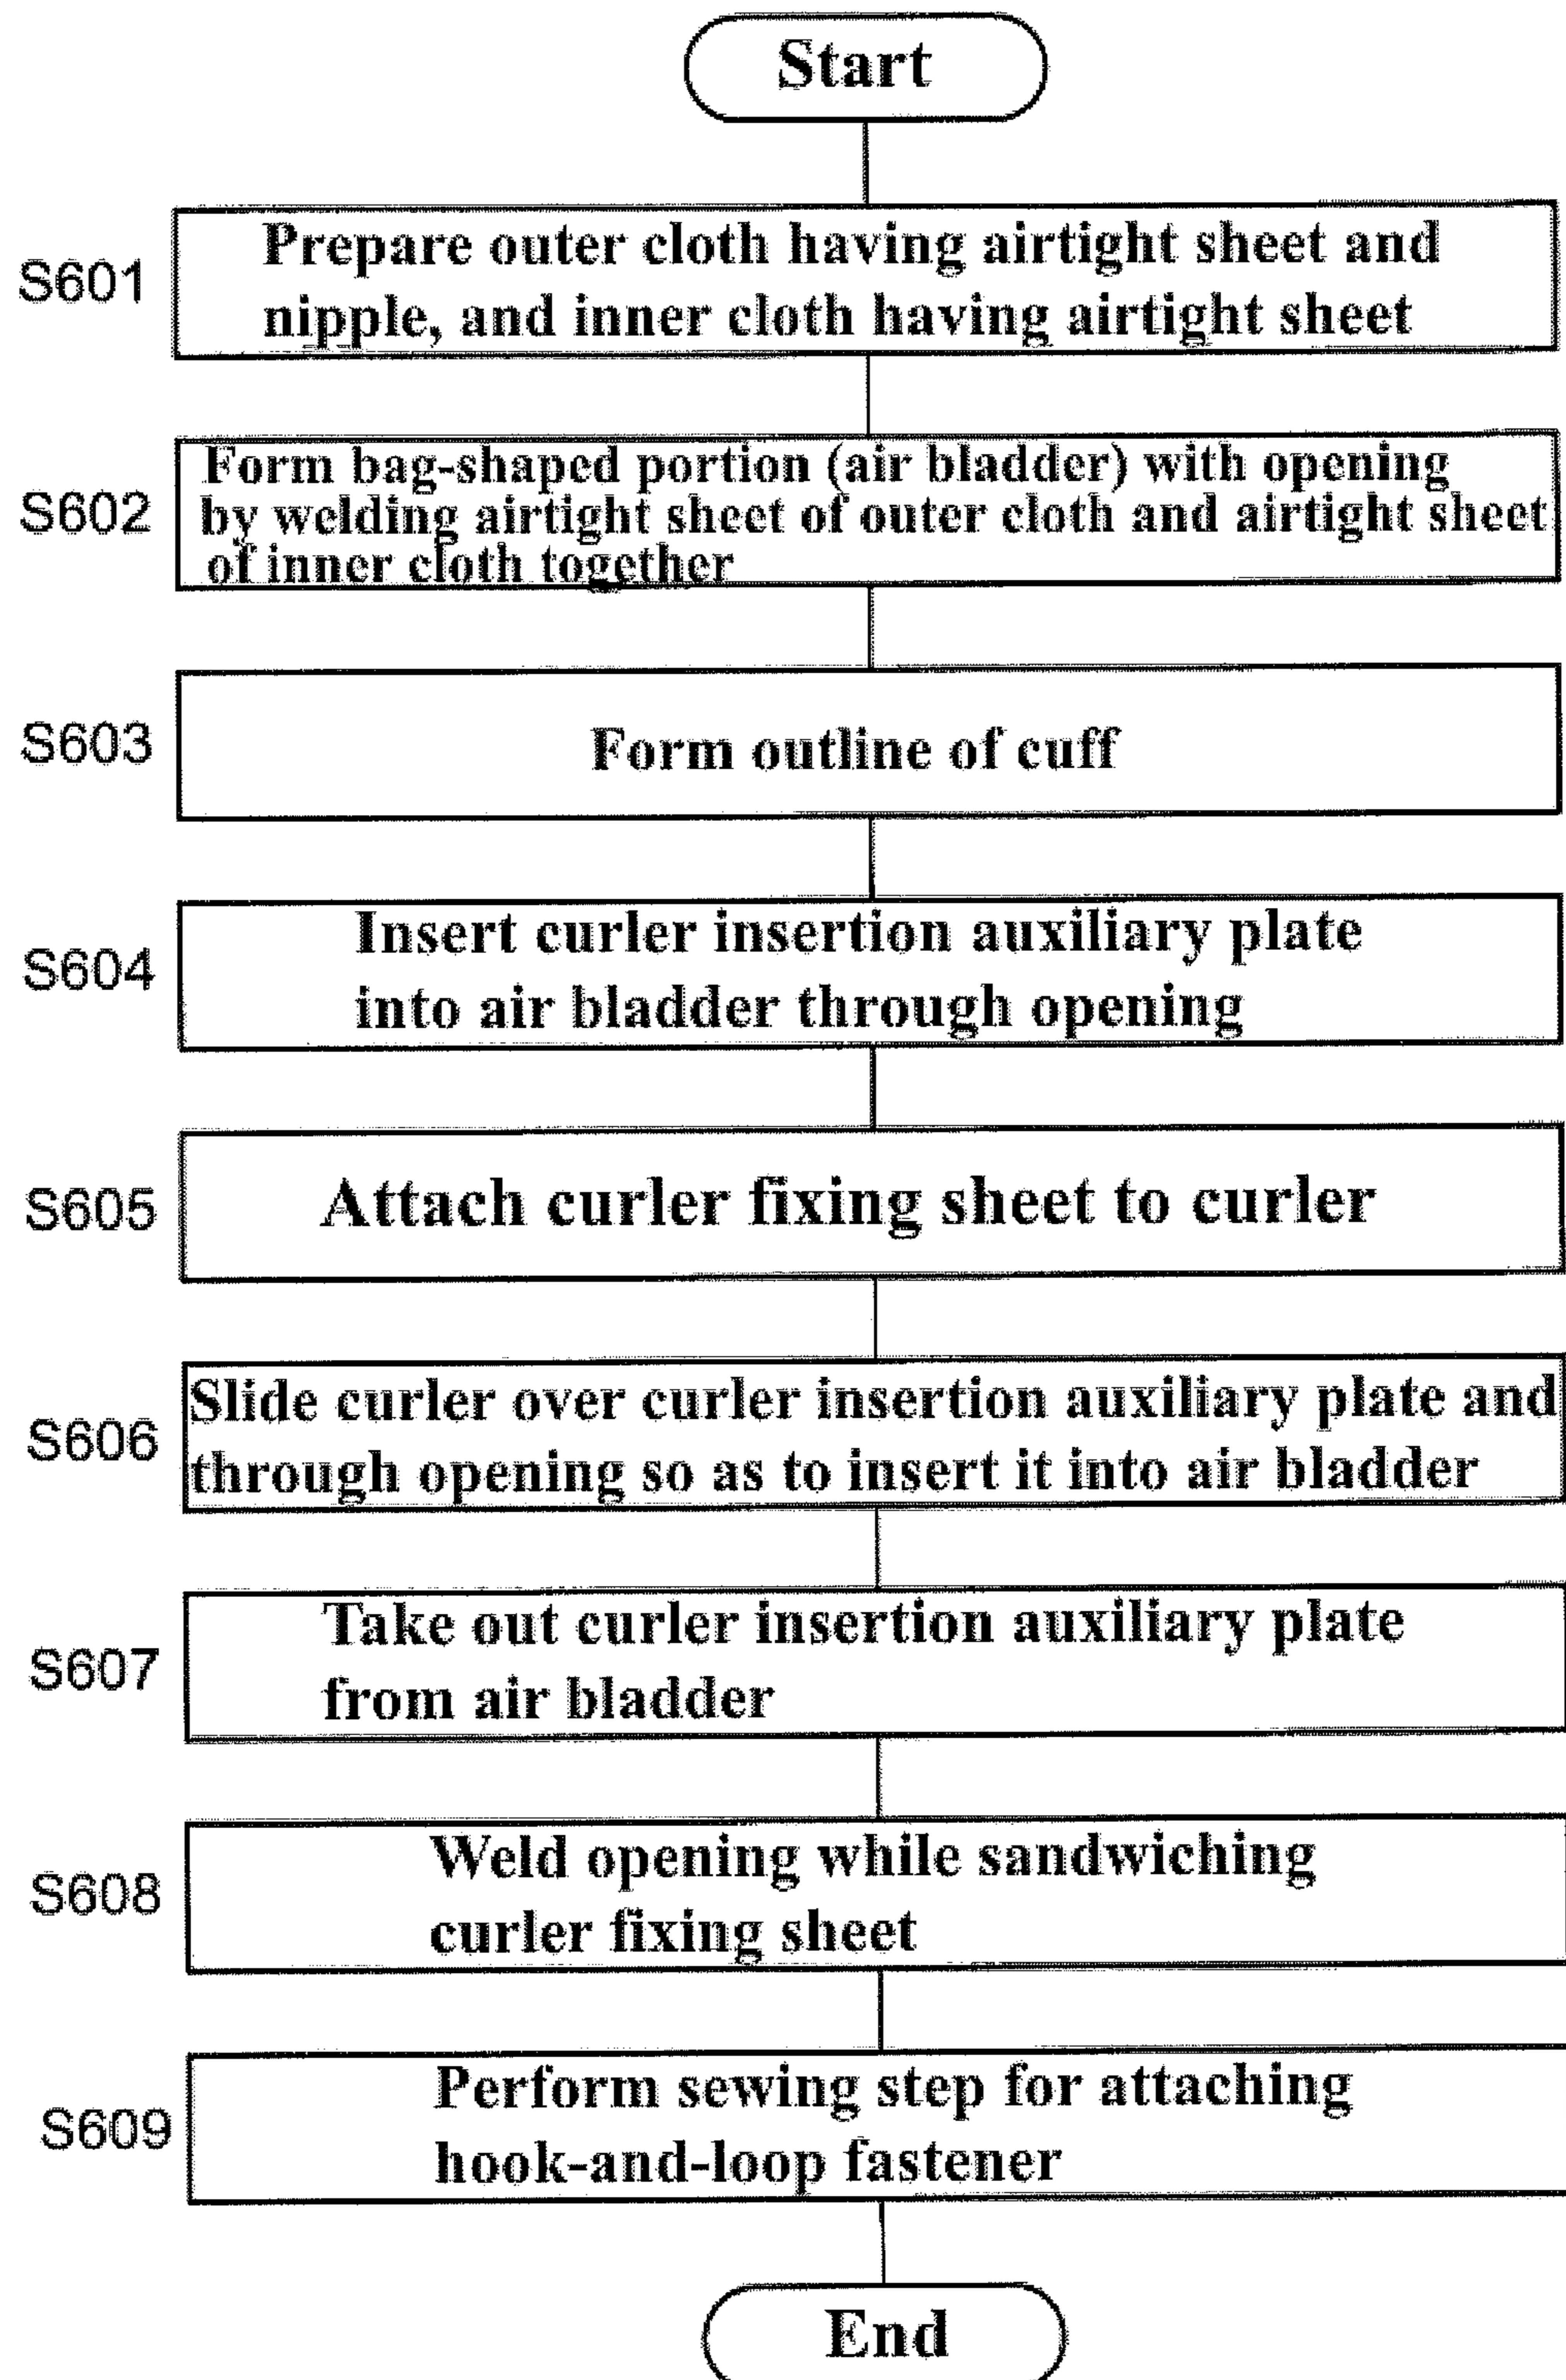 Start
S601
Prepare outer cloth having airtight sheet and
nipple, and inner cloth having airtight sheet
S602
Form bag-shaped portion (air bladder) with opening
by welding airtight sheet of outer cloth and airtight sheet
of inner cloth together
S603
Form outline of cuff
S604
Insert curler insertion auxiliary plate
into air bladder through opening
S605
Attach curler fixing sheet to curler
S606
Slide curler over curler insertion auxiliary plate and
through opening so as to insert it into air bladder
S607
Take out curler insertion auxiliary plate
from air bladder
S608
Weld opening while sandwiching
curler fixing sheet
S609
Perform sewing step for attaching
hook-and-loop fastener
End